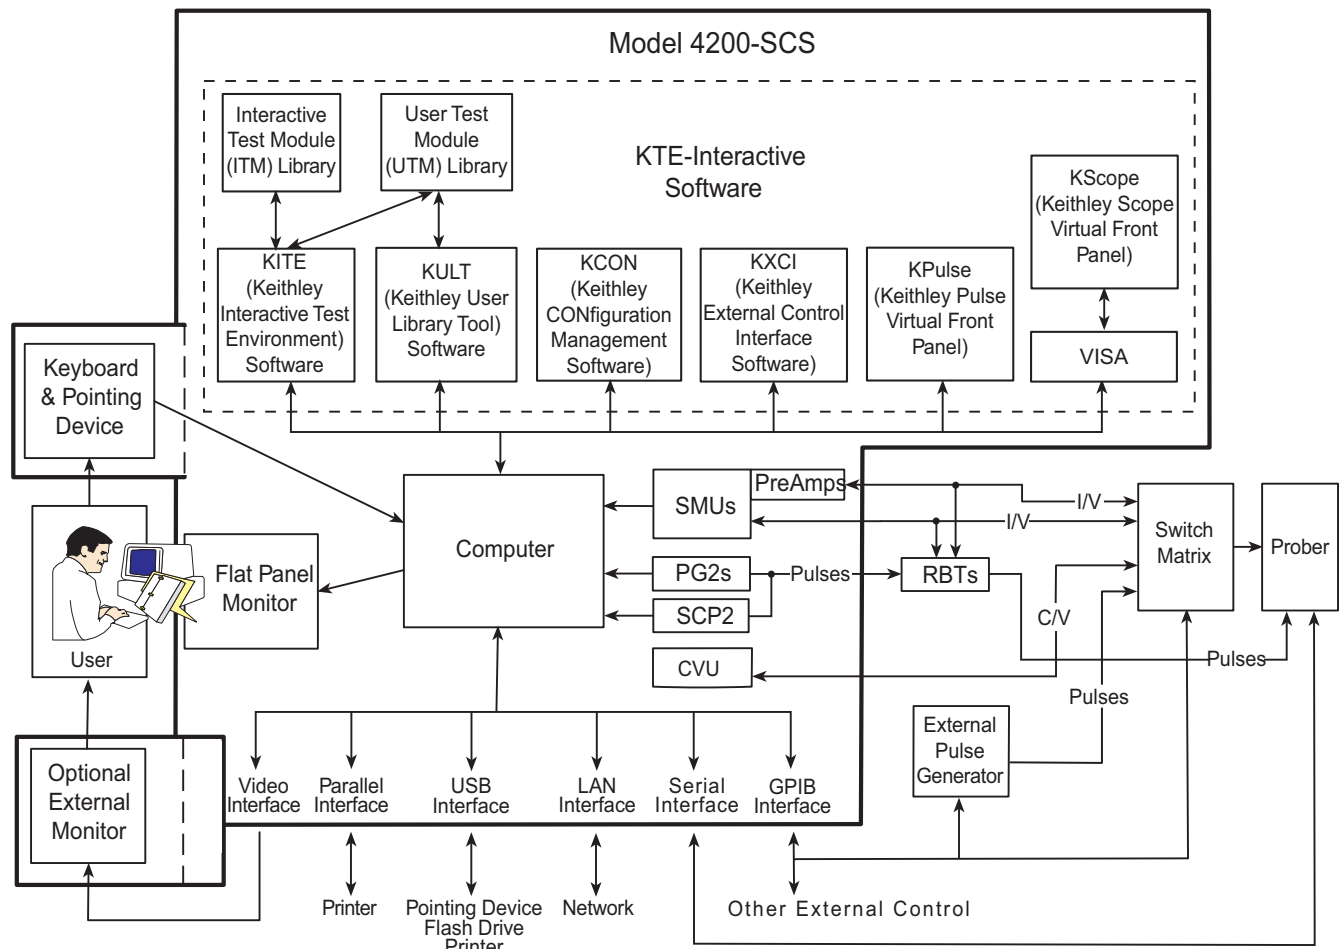 Model 4200-SCS
Interactive
Test Module
(ITM) Library
User Test
Module
(UTM) Library
KTE-Interactive
Software
KScope
(Keithley Scope
Virtual Front
Panel)
KITE
(Keithley
Interactive Test
Environment)
Software
KULT
(Keithley User
Library Tool)
Software
KCON
(Keithley
CONfiguration
Management
Software)
KXCI
(Keithley
External Control
Interface
Software)
KPulse
(Keithley Pulse
Virtual Front
Panel)
VISA
Keyboard
& Pointing
Device
Computer
SMUs
PreAmps
I/V
I/V
Switch
Matrix
Prober
Flat Panel
Monitor
User
PG2s
Pulses
RBTs
SCP2
C/V
CVU
Pulses
Pulses
External
Pulse
Generator
Optional
External
Monitor
Video
Interface
Parallel
Interface
USB
Interface
LAN
Interface
Serial
Interface
GPIB
Interface
Printer
Pointing Device
Flash Drive
Printer
Network
Other External Control